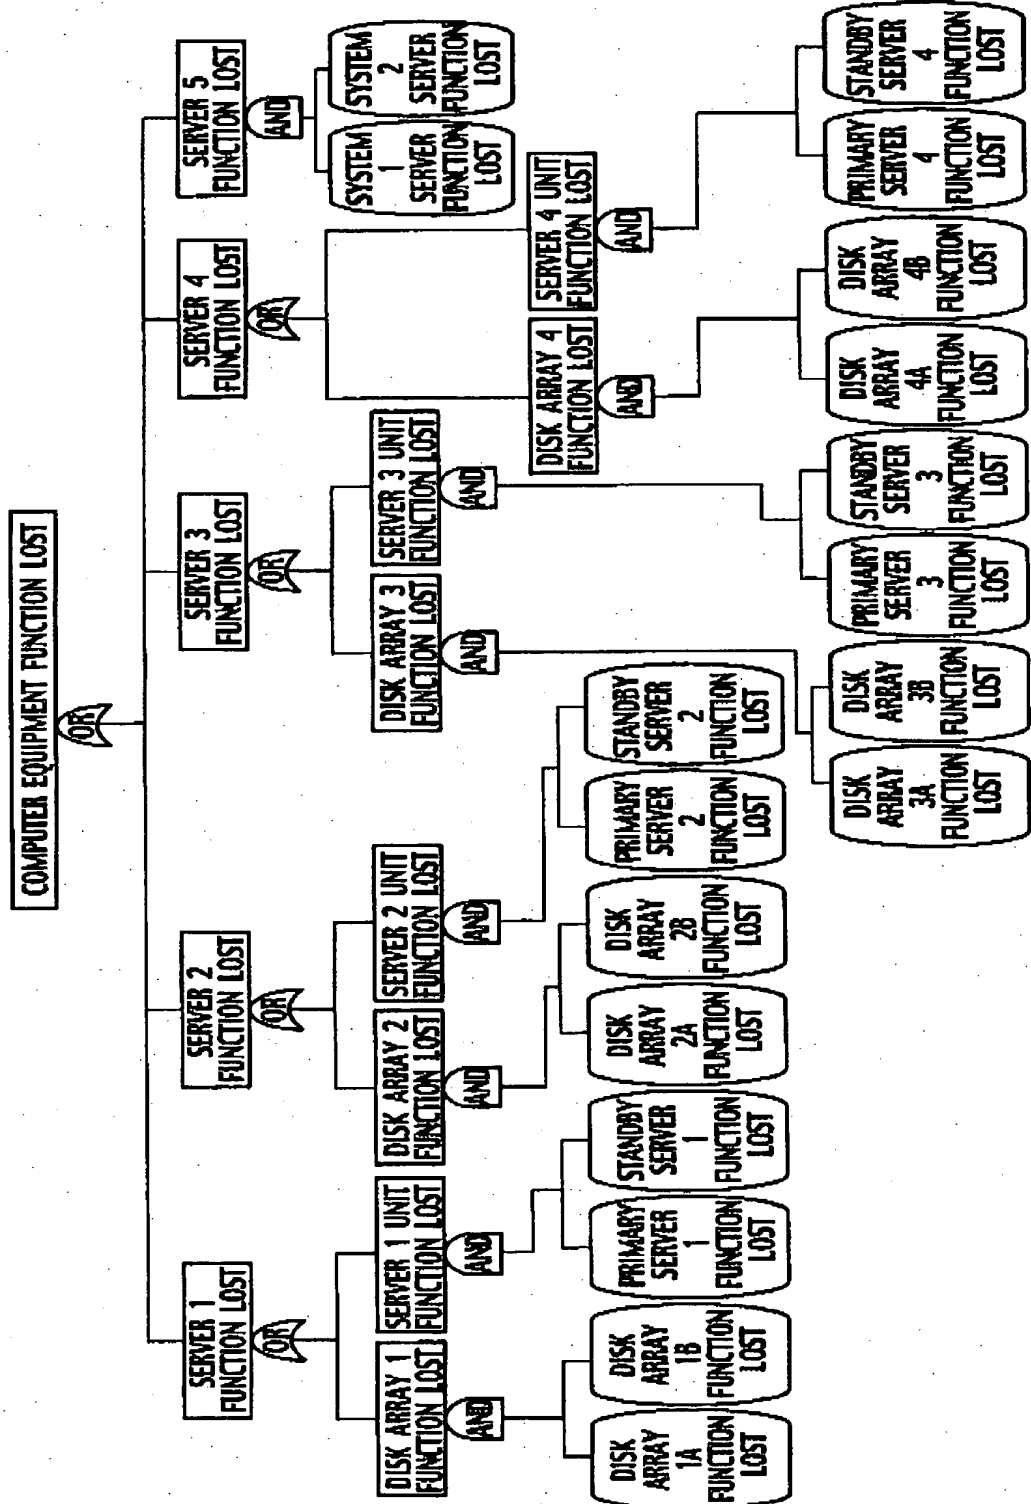 COMPUTER EQUIPMENT FUNCTION LOST
OR
SERVER 1
FUNCTION LOST
OR
SERVER 2
FUNCTION LOST
OR
SERVER 3
FUNCTION LOST
OR
SERVER 4
FUNCTION LOST
OR
SERVER 5
FUNCTION LOST
AND
DISK ARRAY 1
FUNCTION LOST
AND
SERVER 1 UNIT
FUNCTION LOST
AND
DISK ARRAY 2
FUNCTION LOST
AND
SERVER 2 UNIT
FUNCTION LOST
AND
DISK ARRAY 3
FUNCTION LOST
AND
SERVER 3 UNIT
FUNCTION LOST
AND
SYSTEM
1
SERVER
FUNCTION
LOST
SYSTEM
2
SERVER
FUNCTION
LOST
DISK ARRAY 4
FUNCTION LOST
AND
SERVER 4 UNIT
FUNCTION LOST
AND
DISK
ARRAY
1A
FUNCTION
LOST
DISK
ARRAY
1B
FUNCTION
LOST
PRIMARY
SERVER
1
FUNCTION
LOST
STANDBY
SERVER
1
FUNCTION
LOST
DISK
ARRAY
2A
FUNCTION
LOST
DISK
ARRAY
2B
FUNCTION
LOST
PRIMARY
SERVER
2
FUNCTION
LOST
STANDBY
SERVER
2
FUNCTION
LOST
DISK
ARRAY
3A
FUNCTION
LOST
DISK
ARRAY
3B
FUNCTION
LOST
PRIMARY
SERVER
3
FUNCTION
LOST
STANDBY
SERVER
3
FUNCTION
LOST
DISK
ARRAY
4A
FUNCTION
LOST
DISK
ARRAY
4B
FUNCTION
LOST
PRIMARY
SERVER
4
FUNCTION
LOST
STANDBY
SERVER
4
FUNCTION
LOST